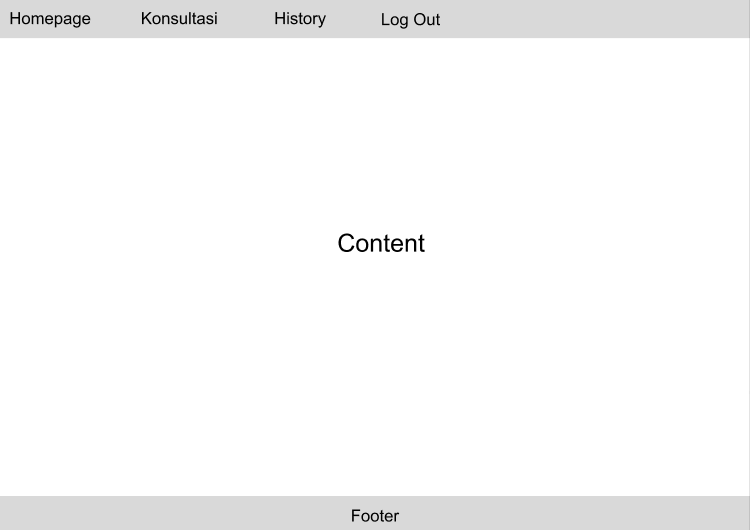 Homepage Konsultasi History Log Out
Content
Footer